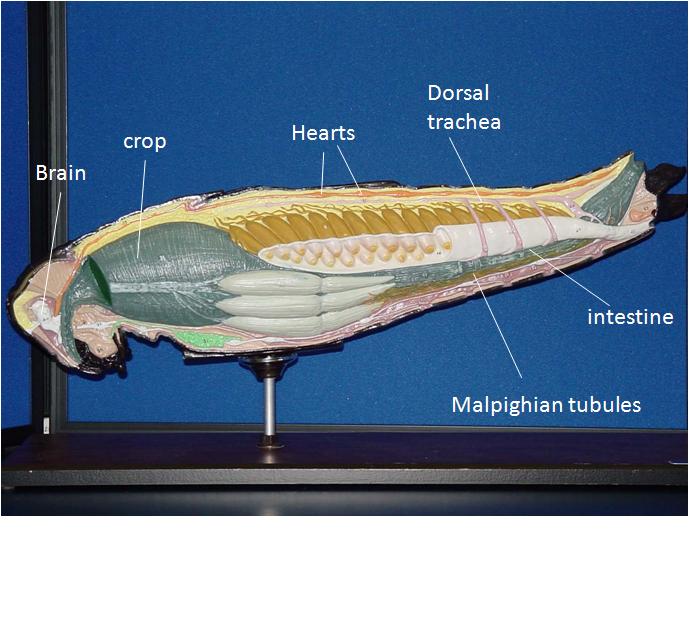 Dorsal
trachea
Hearts
crop
Brain
intestine
Malpighian tubules